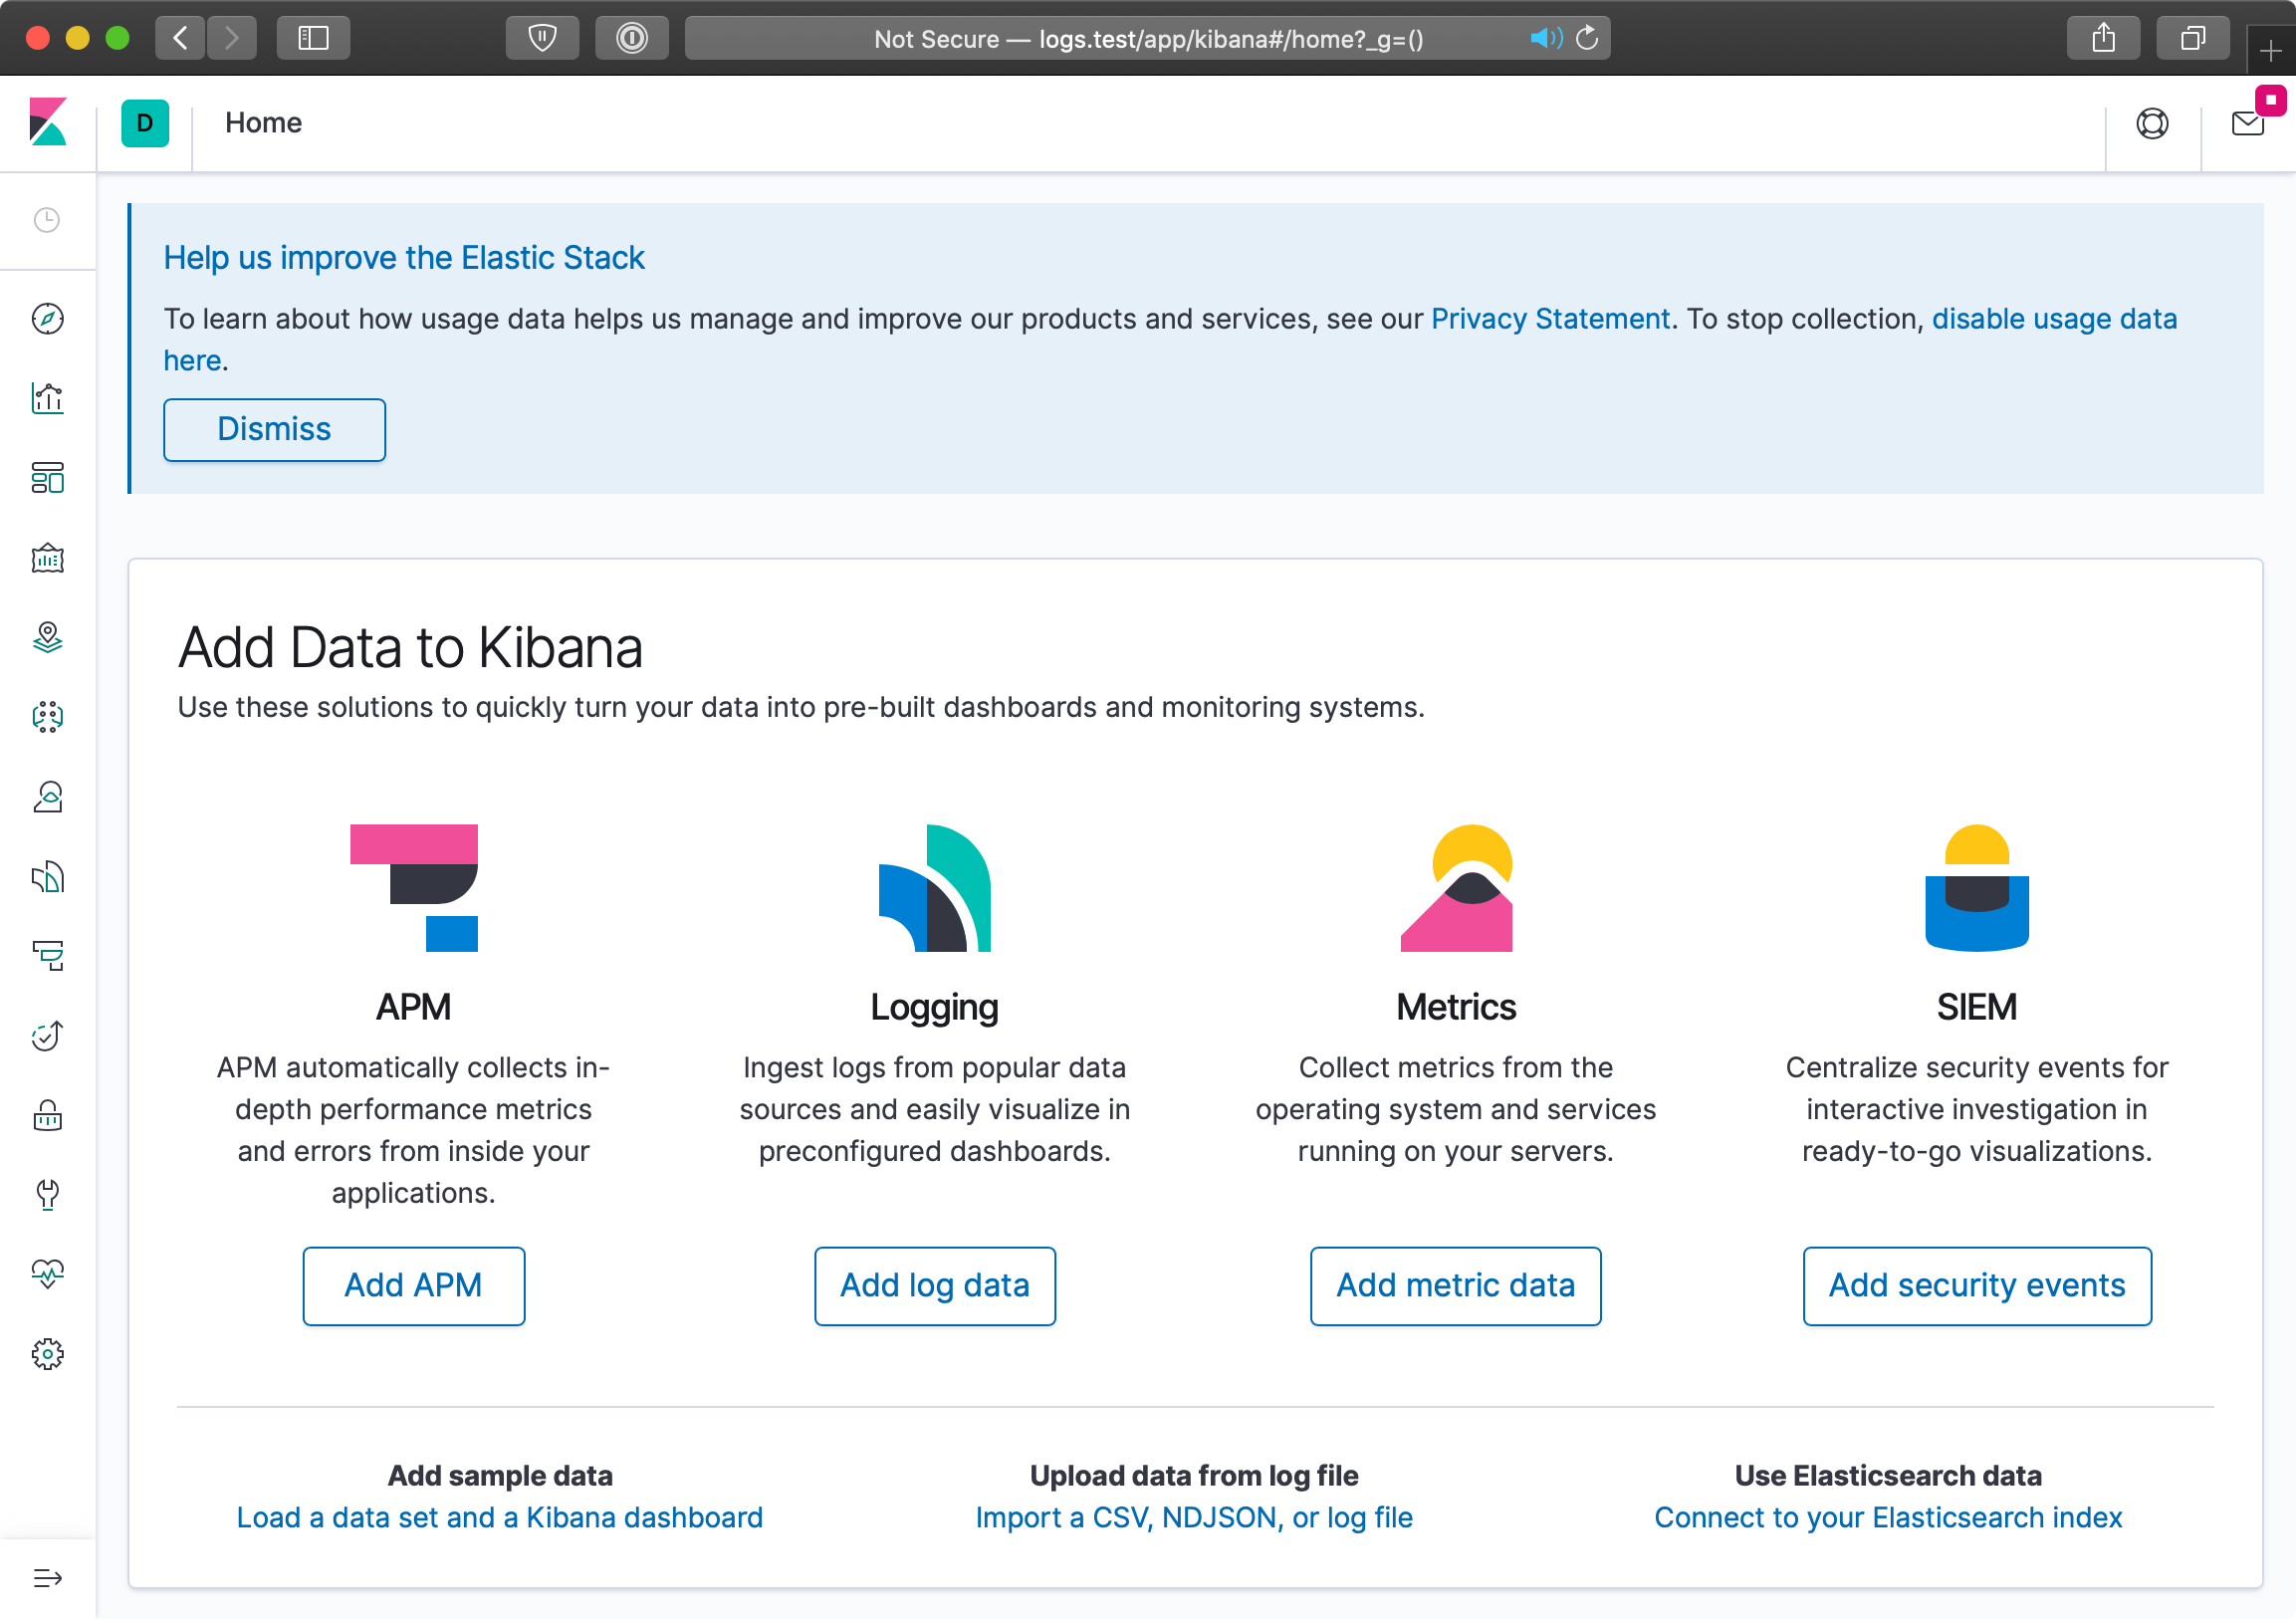 Not Secure — logs.test/app/kibana#/home?_g=()
D
Home
Help us improve the Elastic Stack
To learn about how usage data helps us manage and improve our products and services, see our Privacy Statement. To stop collection, disable usage data
here.
Dismiss
Add Data to Kibana
Use these solutions to quickly turn your data into pre-built dashboards and monitoring systems.
APM
APM automatically collects in-
depth performance metrics
and errors from inside your
applications.
Add APM
Logging
Ingest logs from popular data
sources and easily visualize in
preconfigured dashboards.
Add log data
Metrics
Collect metrics from the
operating system and services
running on your servers.
Add metric data
SIEM
Centralize security events for
interactive investigation in
ready-to-go visualizations.
Add security events
Add sample data
Load a data set and a Kibana dashboard
Upload data from log file
Import a CSV, NDJSON, or log file
Use Elasticsearch data
Connect to your Elasticsearch index